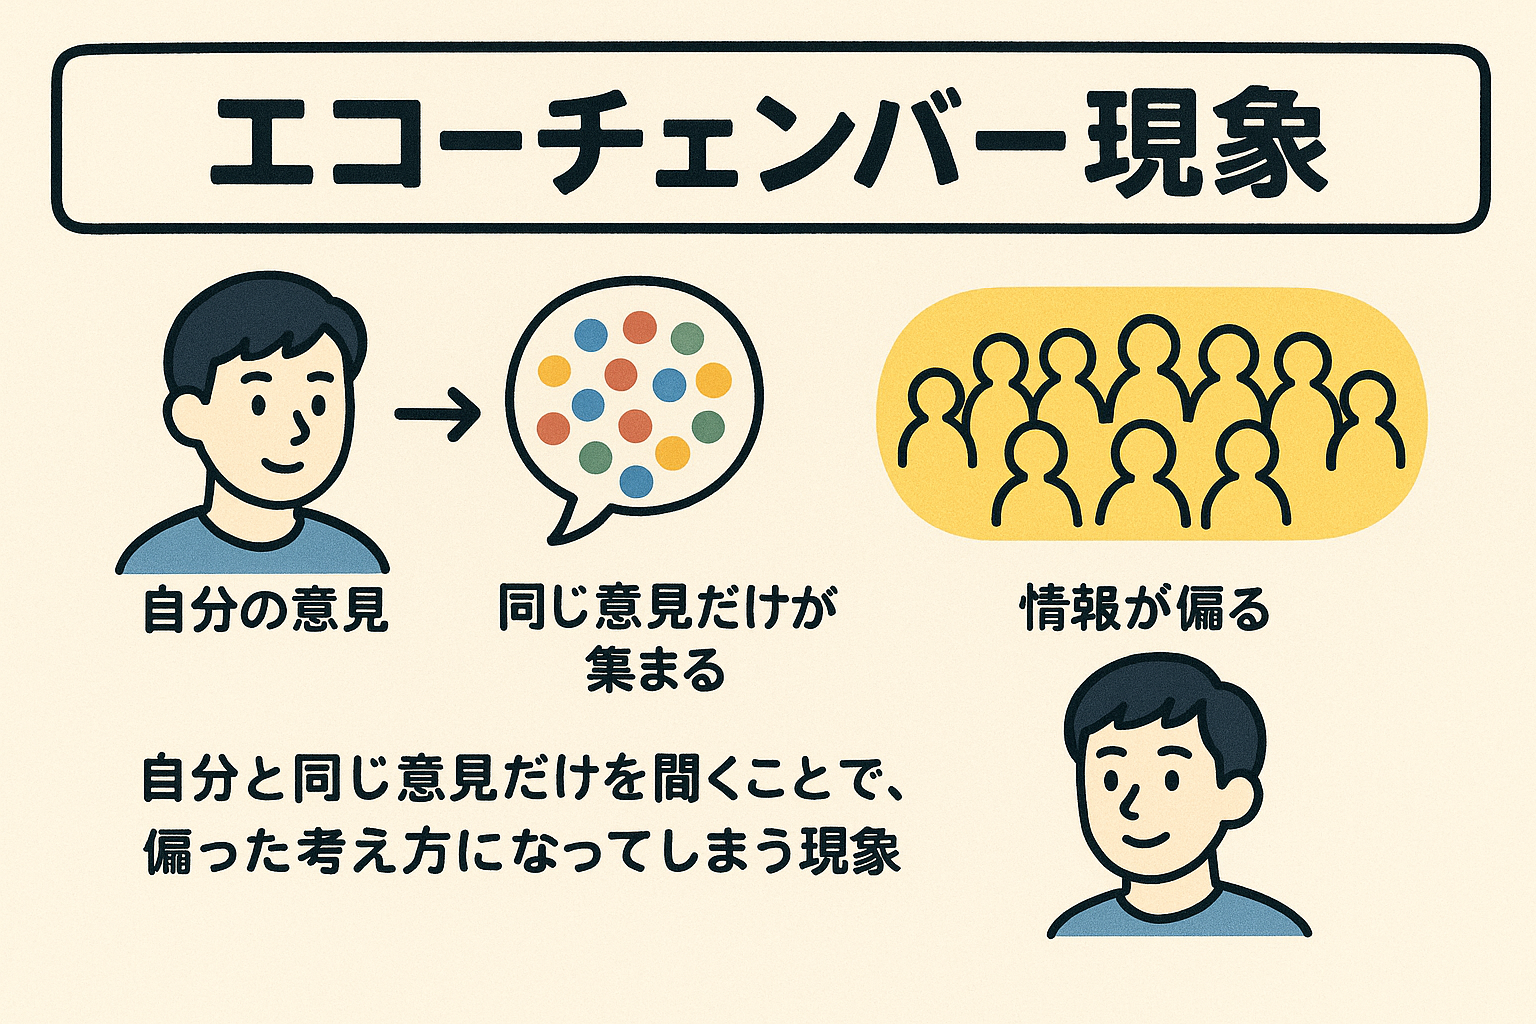 エコーチェンバー現象
自分の意見
同じ意見だけが
集まる
情報が偏る
自分と同じ意見だけを聞くことで、
偏った考え方になってしまう現象